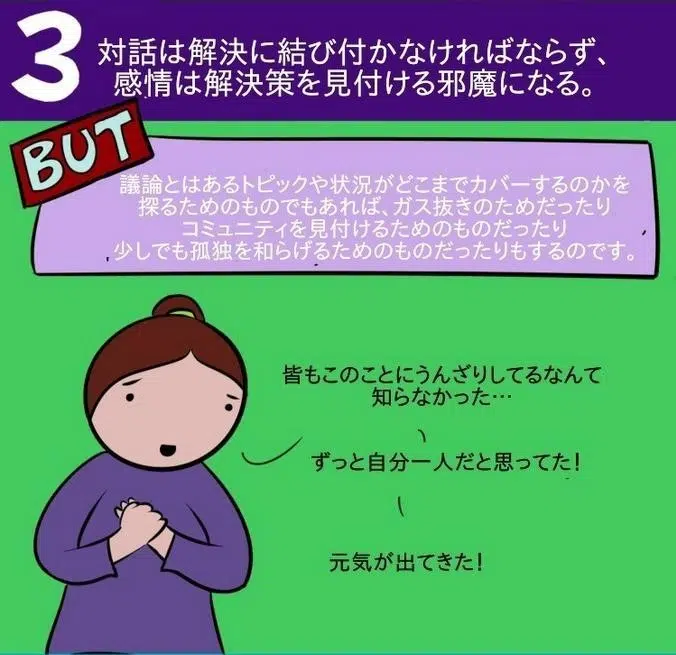 3
対話は解決に結び付かなければならず、
感情は解決策を見付ける邪魔になる。
BUT
議論とはあるトピックや状況がどこまでカバーするのかを
探るためのものでもあれば、ガス抜きのためだったり
コミュニティを見付けるためのものだったり
少しでも孤独を和らげるためのものだったりもするのです。
皆もこのことにうんざりしてるなんて
知らなかった…
ずっと自分一人だと思ってた!
元気が出てきた!